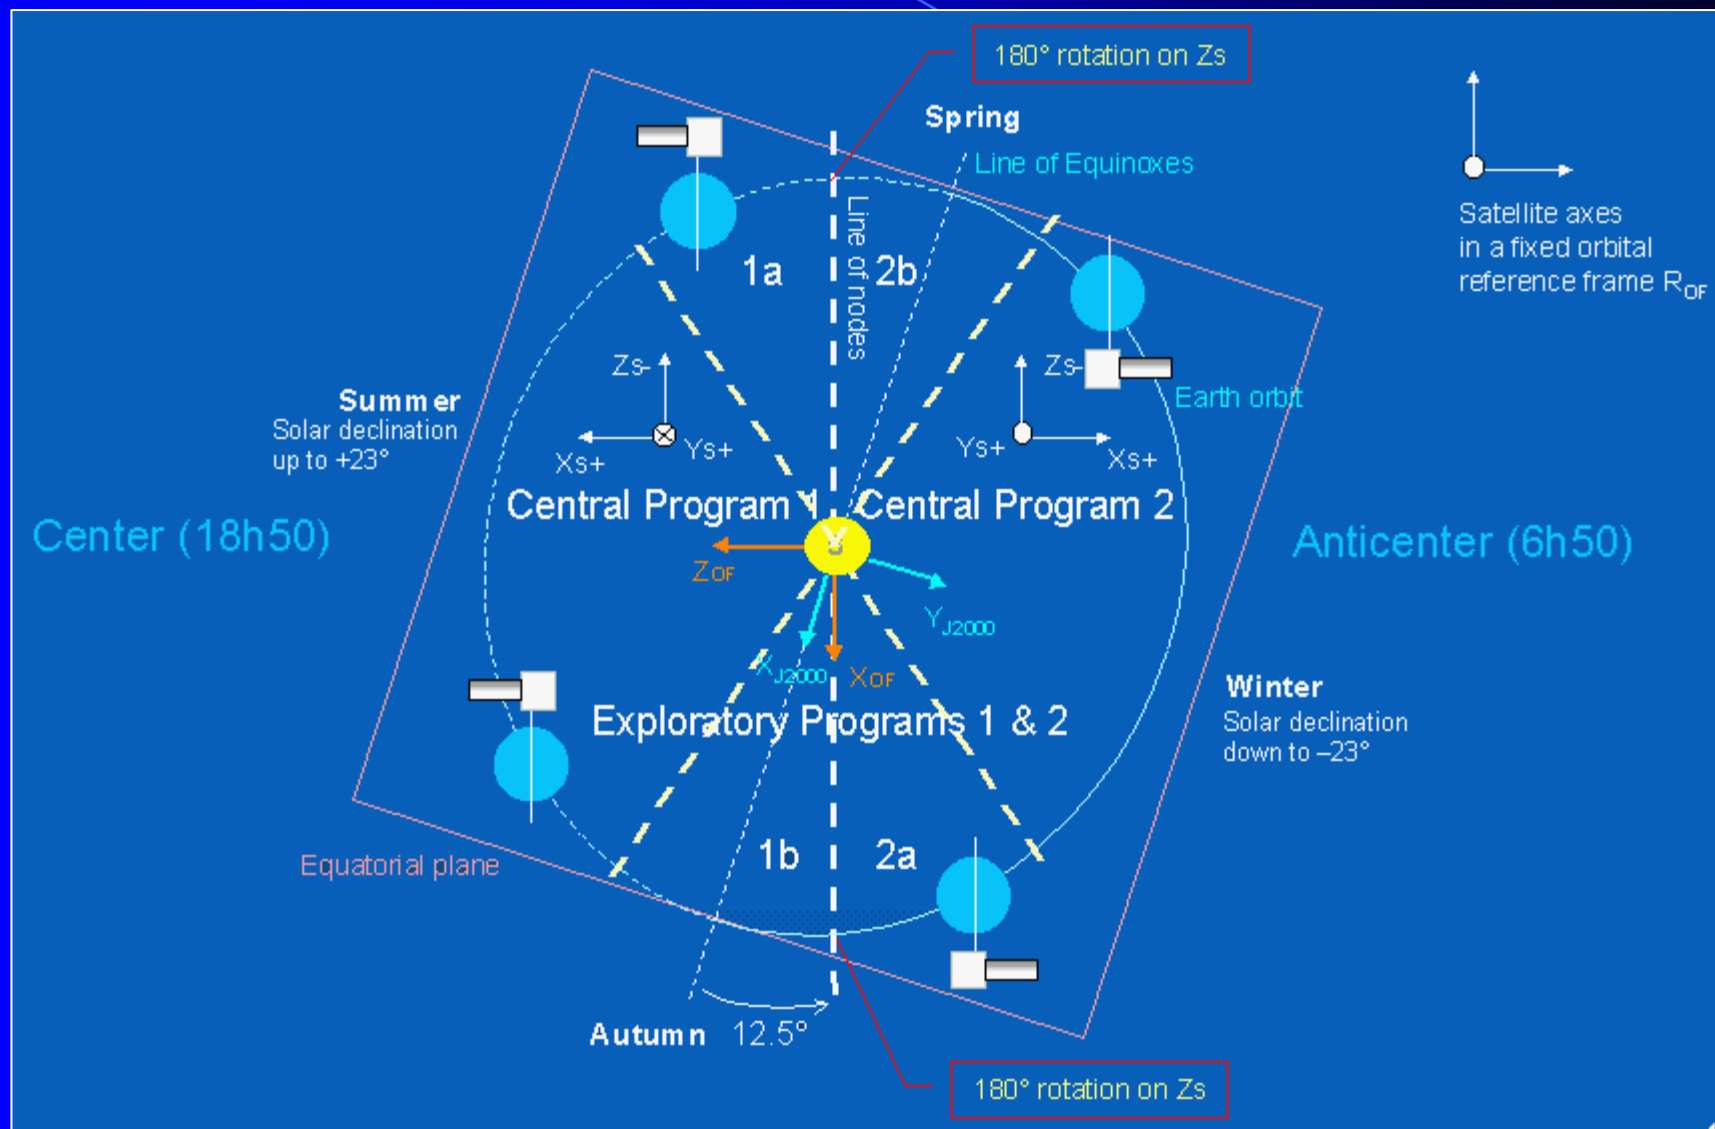 180° rotation on Zs
Spring
Line of Equinoxes
Satellite axes
in a fixed orbital
reference frame ROF
Line of nodes
1a
2b
Zs-
Ys+
Xs+
Zs-
Ys+
Xs+
Earth orbit
Summer
Solar declination
up to +23°
Central Program 1
Central Program 2
Center (18h50)
Anticenter (6h50)
ZOF
YJ2000
XJ2000
XOF
Winter
Solar declination
down to –23°
Exploratory Programs 1 & 2
Equatorial plane
1b
2a
Autumn
12.5°
180° rotation on Zs